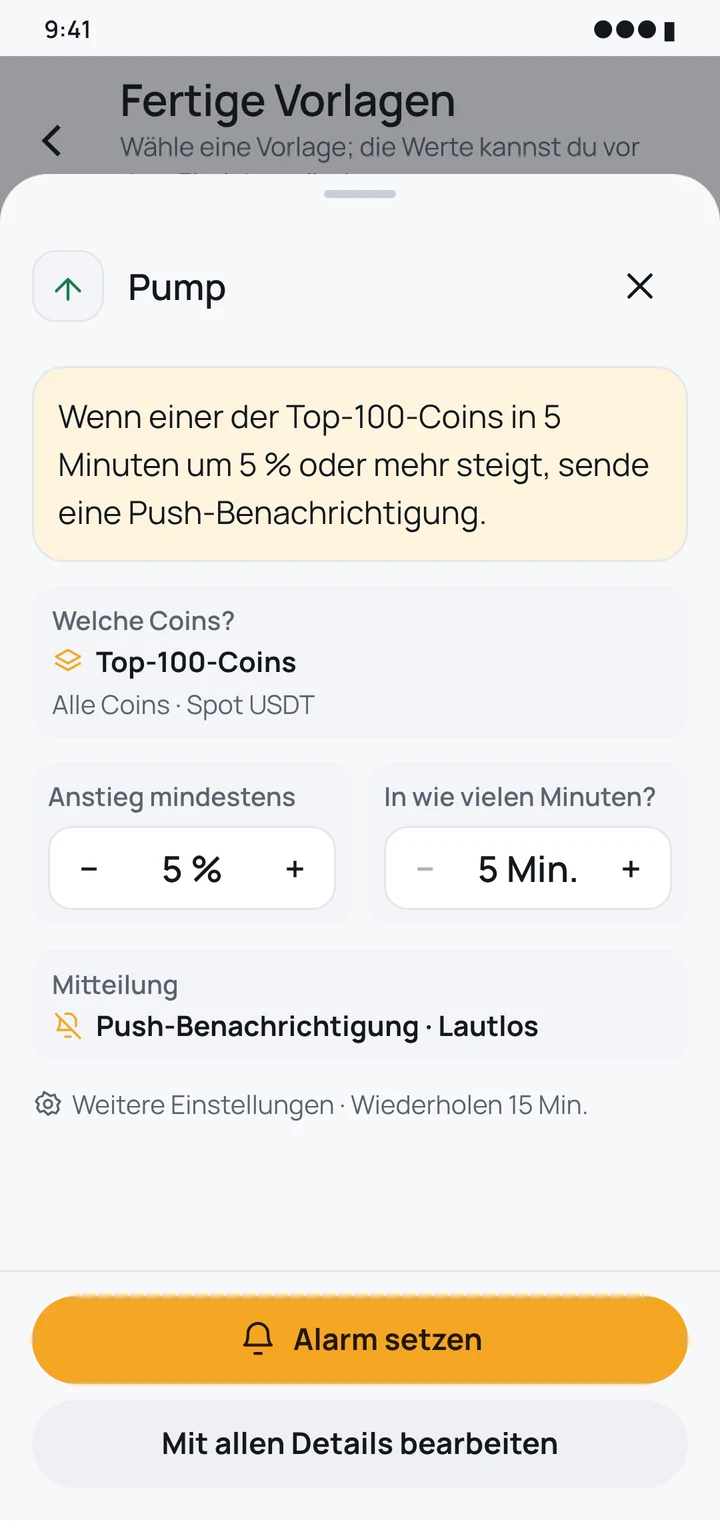 9:41
Fertige Vorlagen
Wähle eine Vorlage; die Werte kannst du vor
Pump
Wenn einer der Top-100-Coins in 5
Minuten um 5 % oder mehr steigt, sende
eine Push-Benachrichtigung.
Welche Coins?
Top-100-Coins
Alle Coins · Spot USDT
Anstieg mindestens
In wie vielen Minuten?
− 5 % +
− 5 Min. +
Mitteilung
Push-Benachrichtigung · Lautlos
Weitere Einstellungen · Wiederholen 15 Min.
Alarm setzen
Mit allen Details bearbeiten